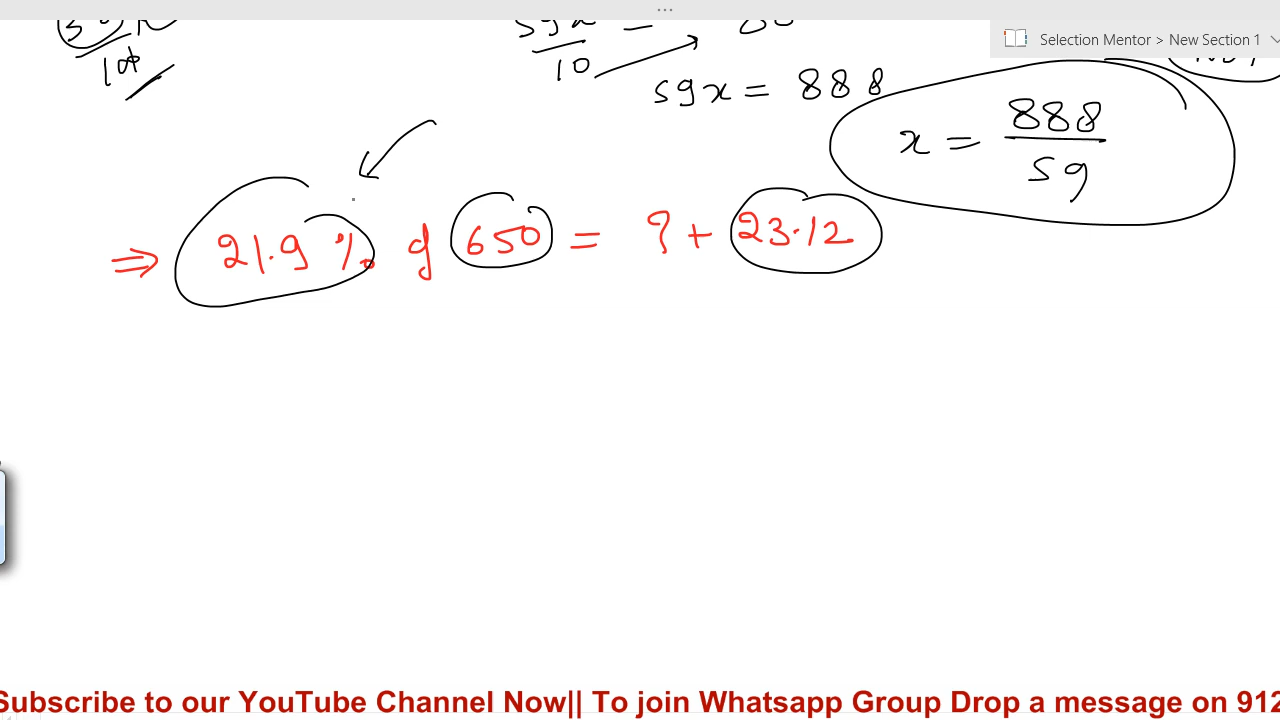 Selection Mentor > New Section 1
10
59x = 888
x = 888/59
⇒ 21.9 % of 650 = ? + 23.12
Subscribe to our YouTube Channel Now|| To join Whatsapp Group Drop a message on 912